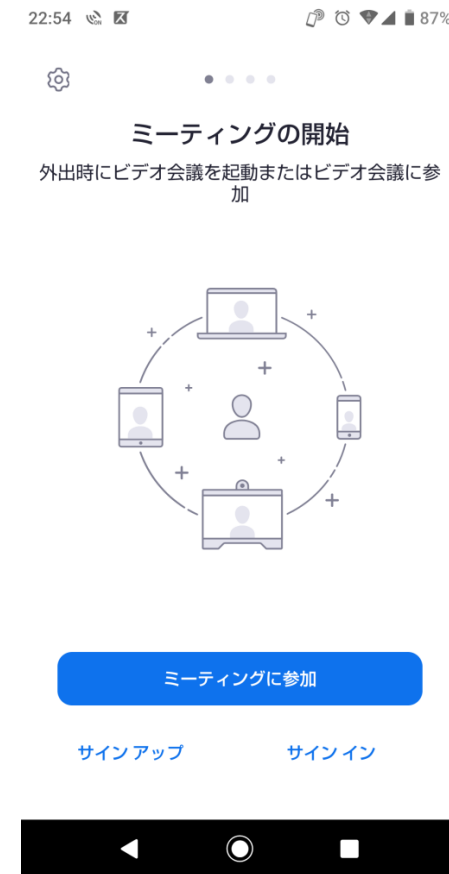 22:54
87%
ミーティングの開始
外出時にビデオ会議を起動またはビデオ会議に参
加
ミーティングに参加
サイン アップ
サイン イン